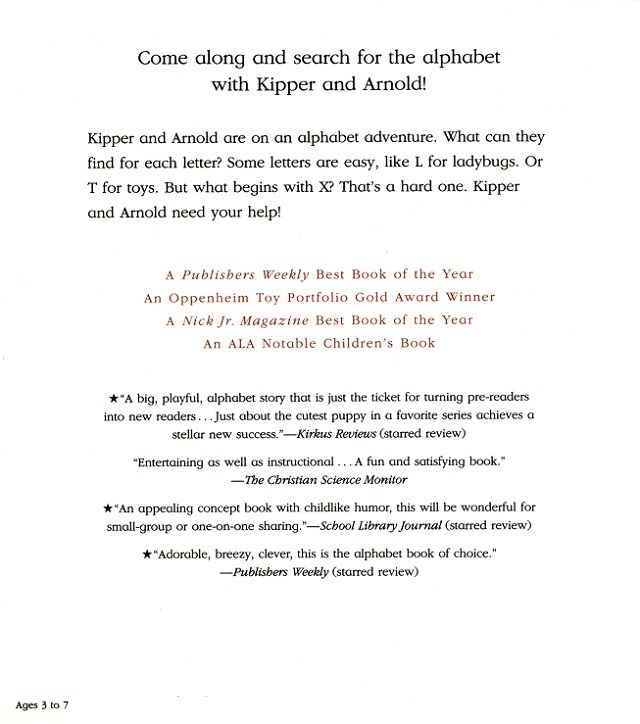 Come along and search for the alphabet
with Kipper and Arnold!
Kipper and Arnold are on an alphabet adventure. What can they
find for each letter? Some letters are easy, like L for ladybugs. Or
T for toys. But what begins with X? That's a hard one. Kipper
and Arnold need your help!
A Publishers Weekly Best Book of the Year
An Oppenheim Toy Portfolio Gold Award Winner
A Nick Jr. Magazine Best Book of the Year
An ALA Notable Children's Book
★“A big, playful, alphabet story that is just the ticket for turning pre-readers
into new readers . . . Just about the cutest puppy in a favorite series achieves a
stellar new success.”—Kirkus Reviews (starred review)
“Entertaining as well as instructional . . . A fun and satisfying book.”
—The Christian Science Monitor
★“An appealing concept book with childlike humor, this will be wonderful for
small-group or one-on-one sharing.”—School Library Journal (starred review)
★“Adorable, breezy, clever, this is the alphabet book of choice.”
—Publishers Weekly (starred review)
Ages 3 to 7